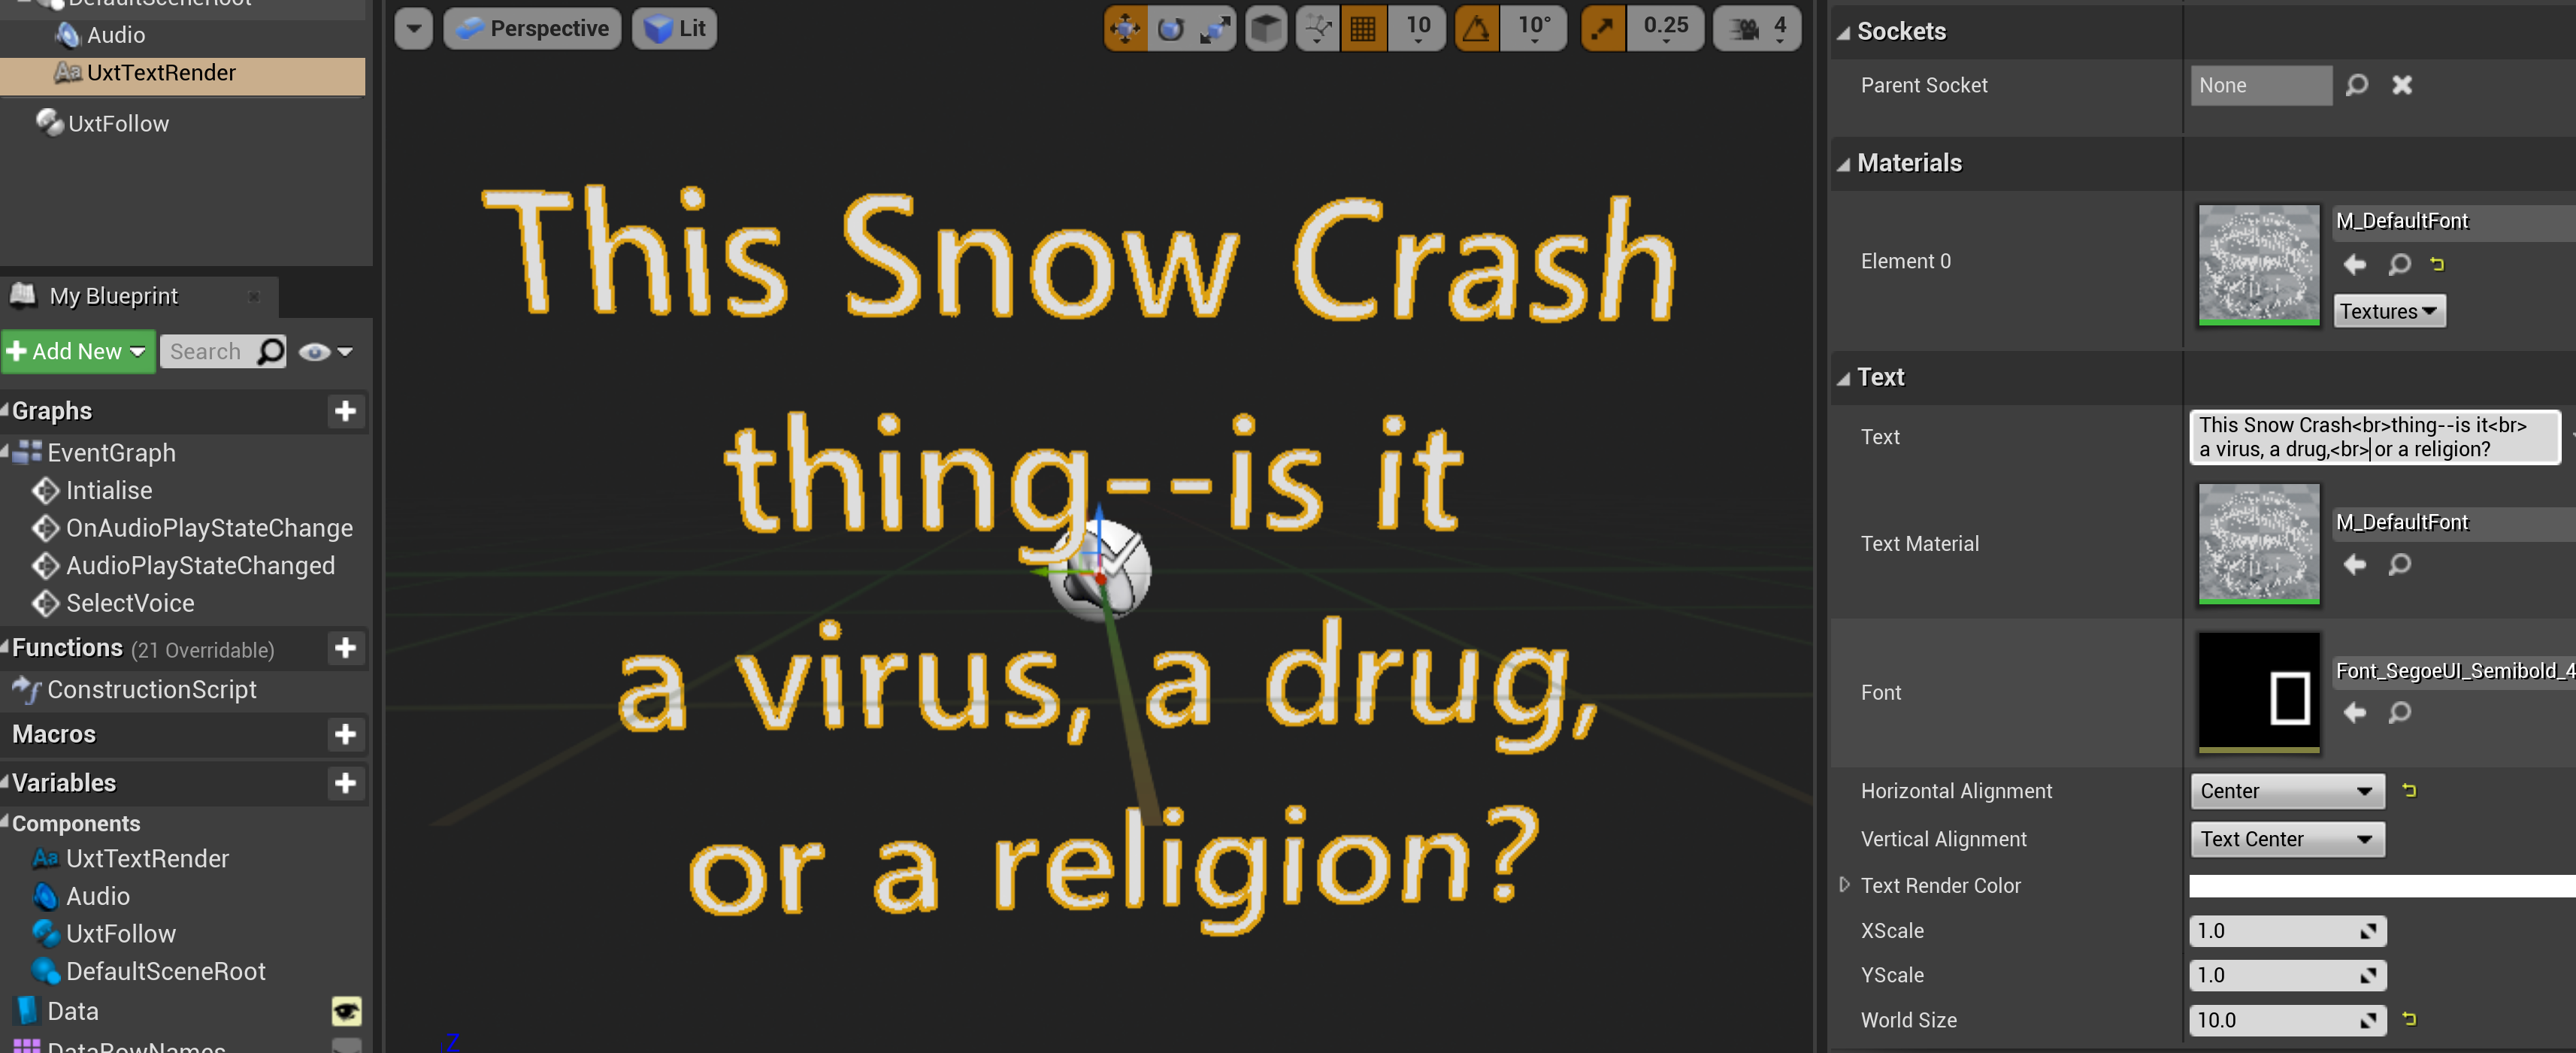 Audio
UxtTextRender
UxtFollow
My Blueprint
Add New
Search
Graphs
EventGraph
Intialise
OnAudioPlayStateChange
AudioPlayStateChanged
SelectVoice
Functions (21 Overridable)
ConstructionScript
Macros
Variables
Components
UxtTextRender
Audio
UxtFollow
DefaultSceneRoot
Data
Perspective
Lit
10
10°
0.25
4
This Snow Crash
thing--is it
a virus, a drug,
or a religion?
Z
Sockets
Parent Socket
None
Materials
Element 0
M_DefaultFont
Textures
Text
Text
This Snow Crash<br>thing--is it<br>
a virus, a drug,<br>or a religion?
Text Material
M_DefaultFont
Font
Font_SegoeUI_Semibold_4
Horizontal Alignment
Center
Vertical Alignment
Text Center
Text Render Color
XScale
1.0
YScale
1.0
World Size
10.0